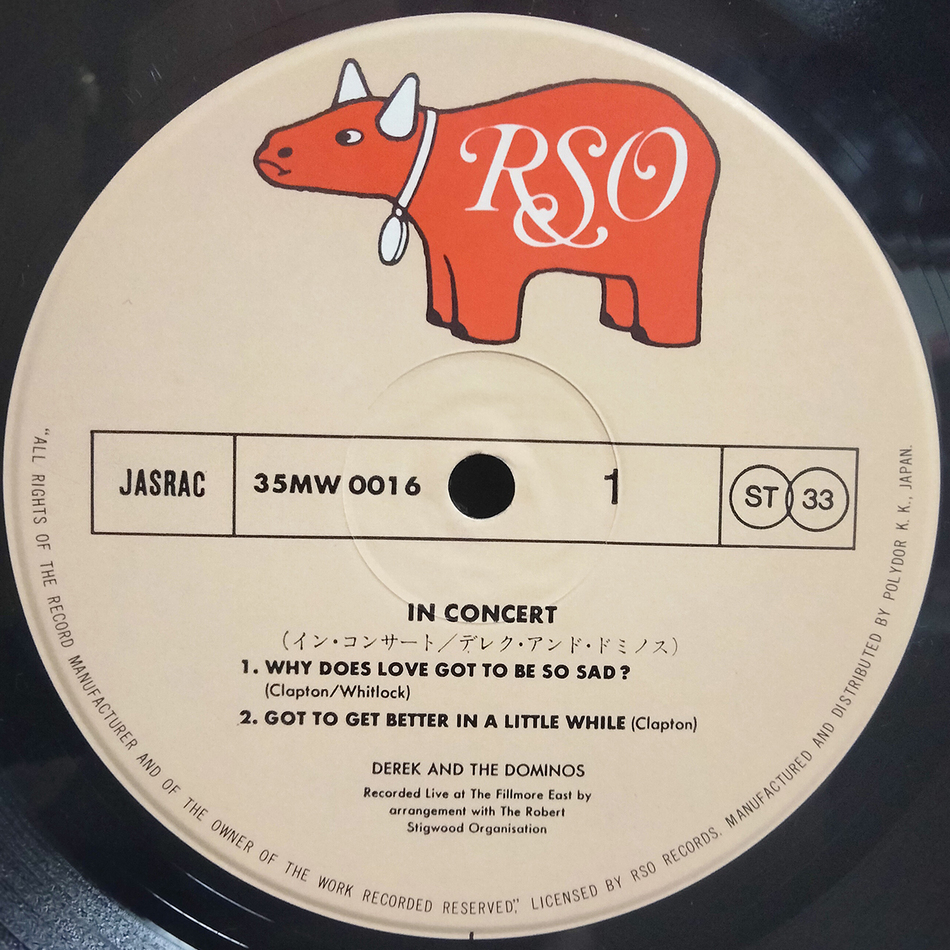 RSO
JASRAC
35MW 0016
1
ST 33
IN CONCERT
(イン・コンサート/デレク・アンド・ドミノス)
1. WHY DOES LOVE GOT TO BE SO SAD?
(Clapton/Whitlock)
2. GOT TO GET BETTER IN A LITTLE WHILE (Clapton)
DEREK AND THE DOMINOS
Recorded Live at The Fillmore East by
arrangement with The Robert
Stigwood Organisation
"ALL RIGHTS OF THE RECORD MANUFACTURER AND OF THE OWNER OF THE WORK RECORDED RESERVED". LICENSED BY RSO RECORDS. MANUFACTURED AND DISTRIBUTED BY POLYDOR K. K., JAPAN.